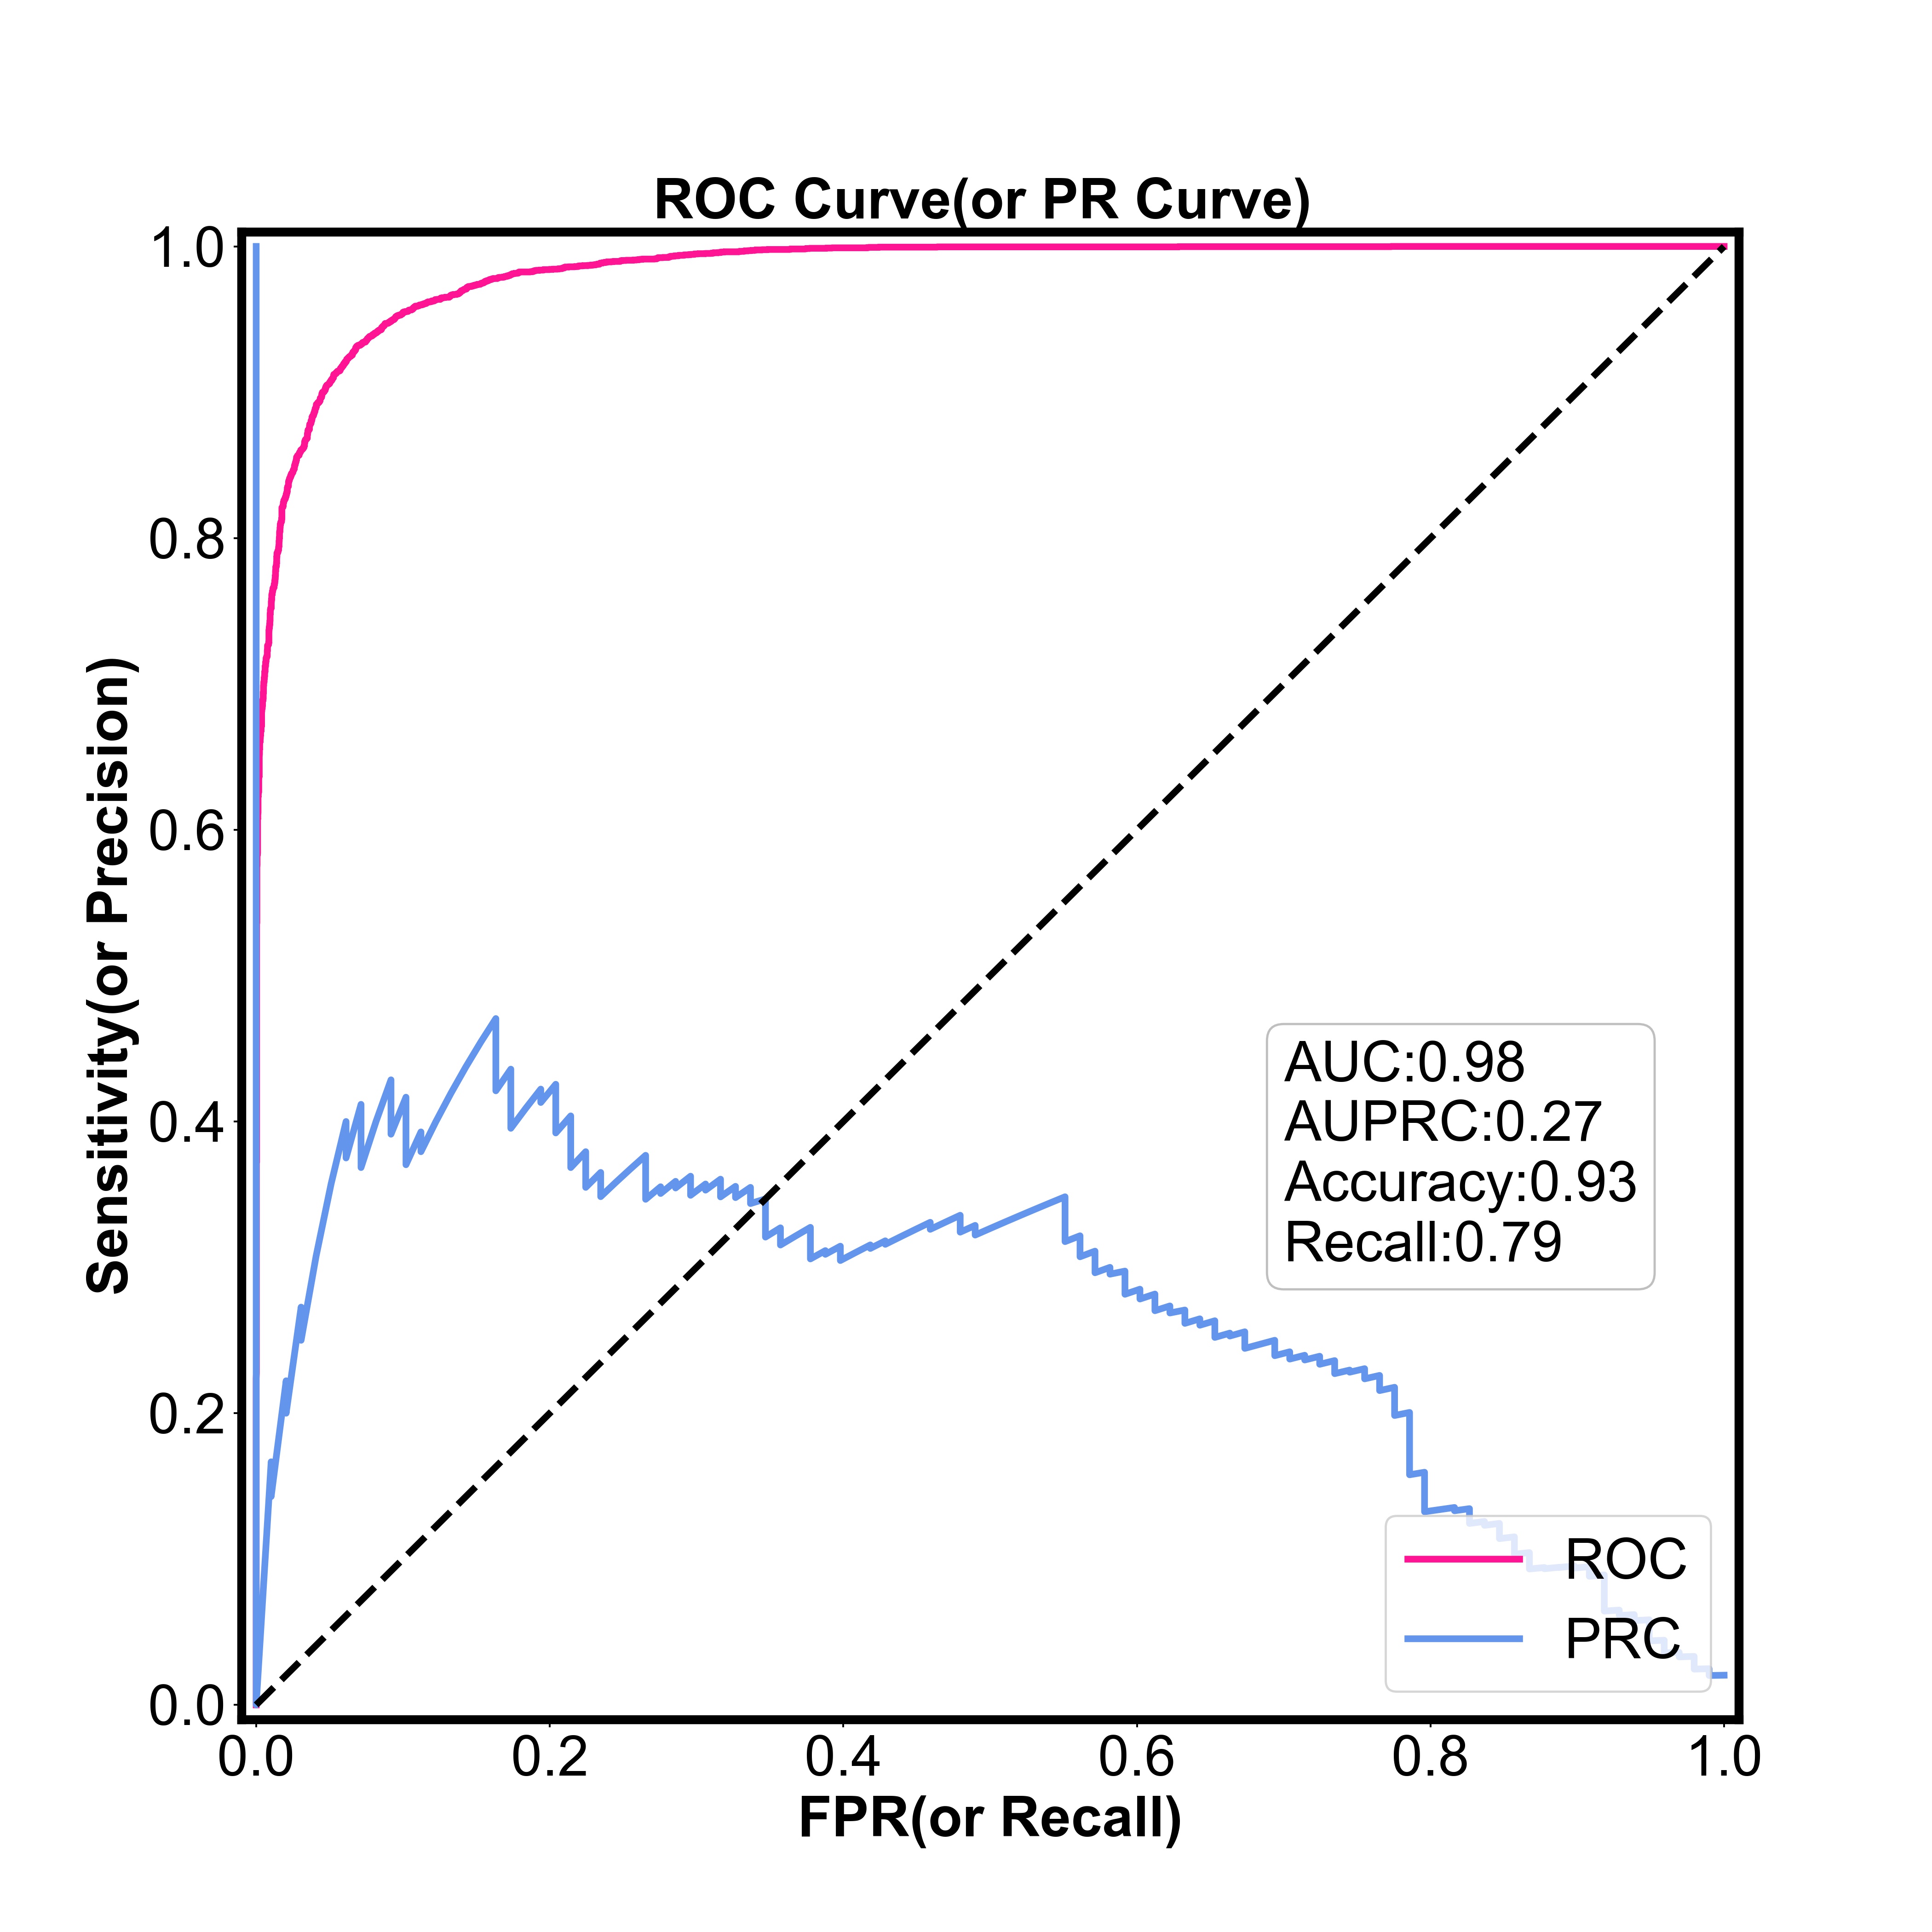 ROC Curve(or PR Curve)
1.0
0.8
0.6
0.4
0.2
0.0
Sensitivity(or Precision)
AUC:0.98
AUPRC:0.27
Accuracy:0.93
Recall:0.79
ROC
PRC
0.0 0.2 0.4 0.6 0.8 1.0
FPR(or Recall)